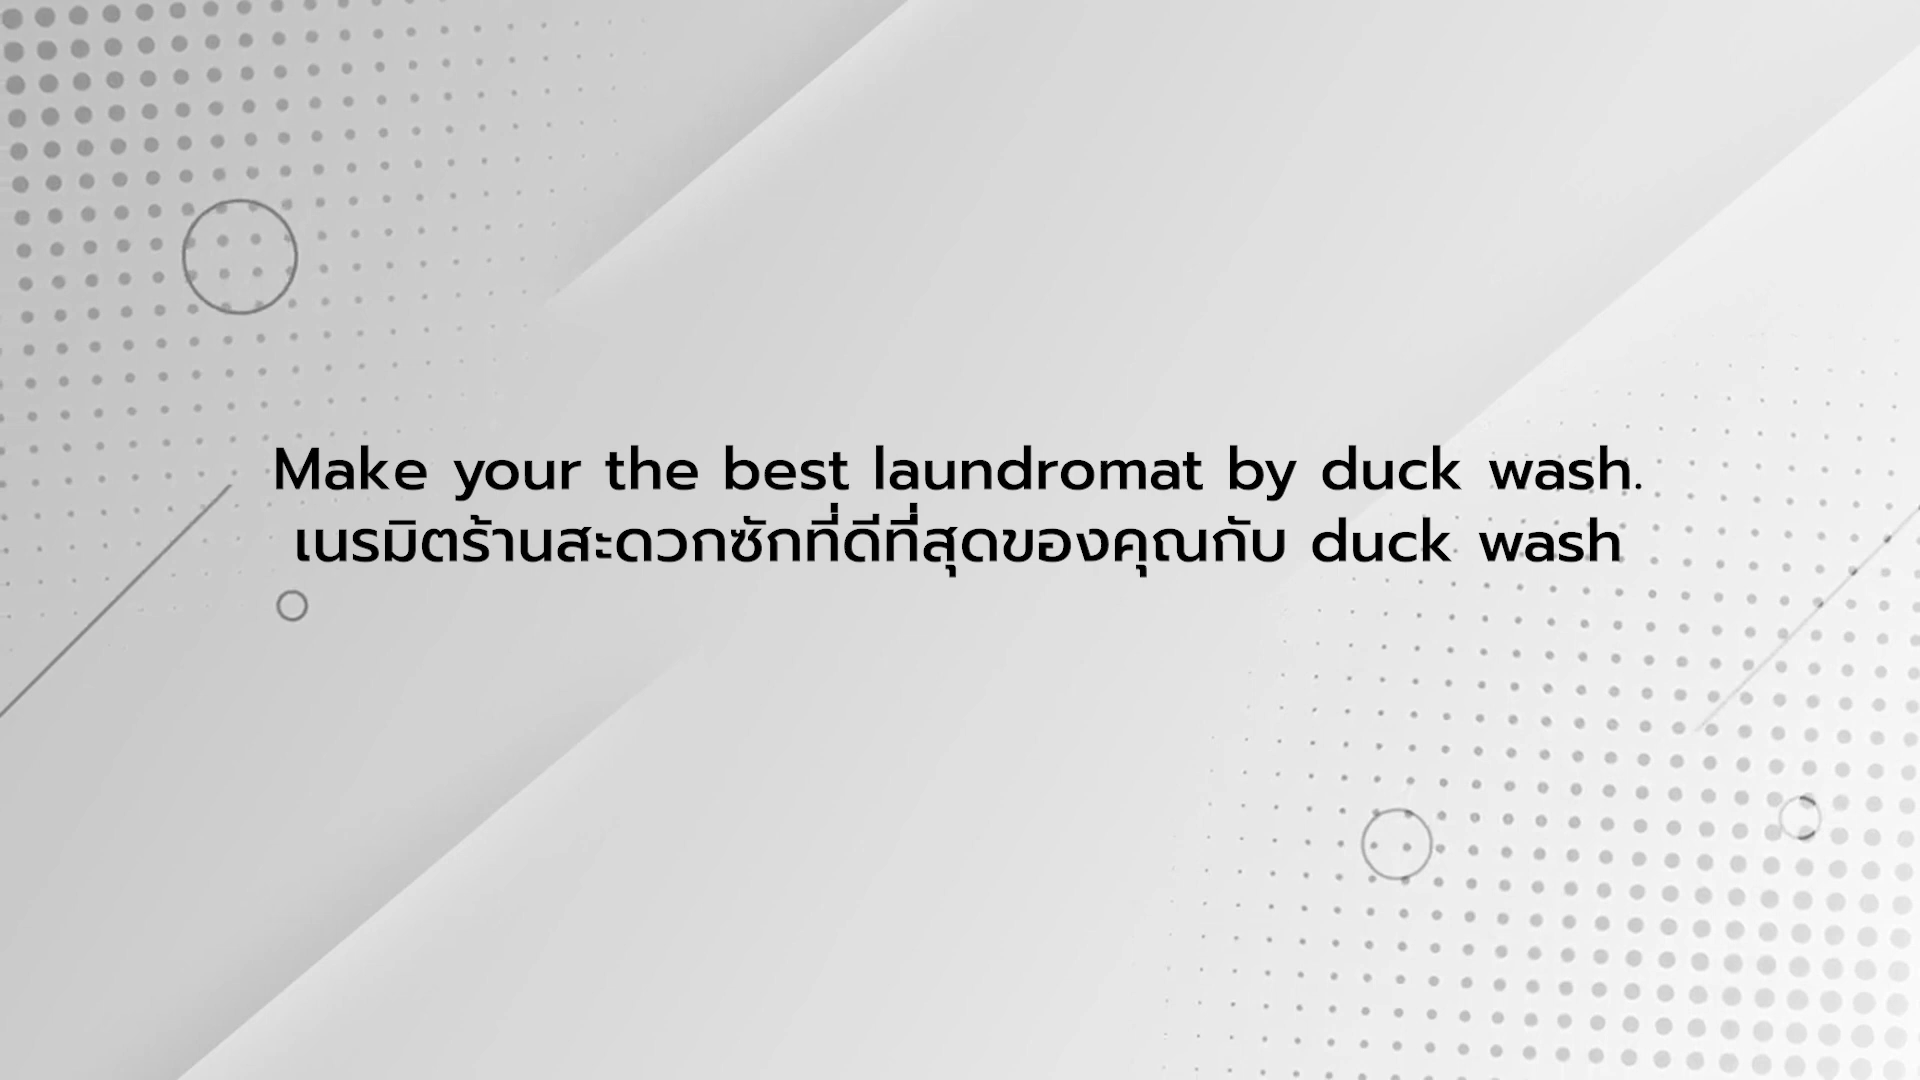 Make your the best laundromat by duck wash.
เนรมิตร้านสะดวกซักที่ดีที่สุดของคุณกับ duck wash